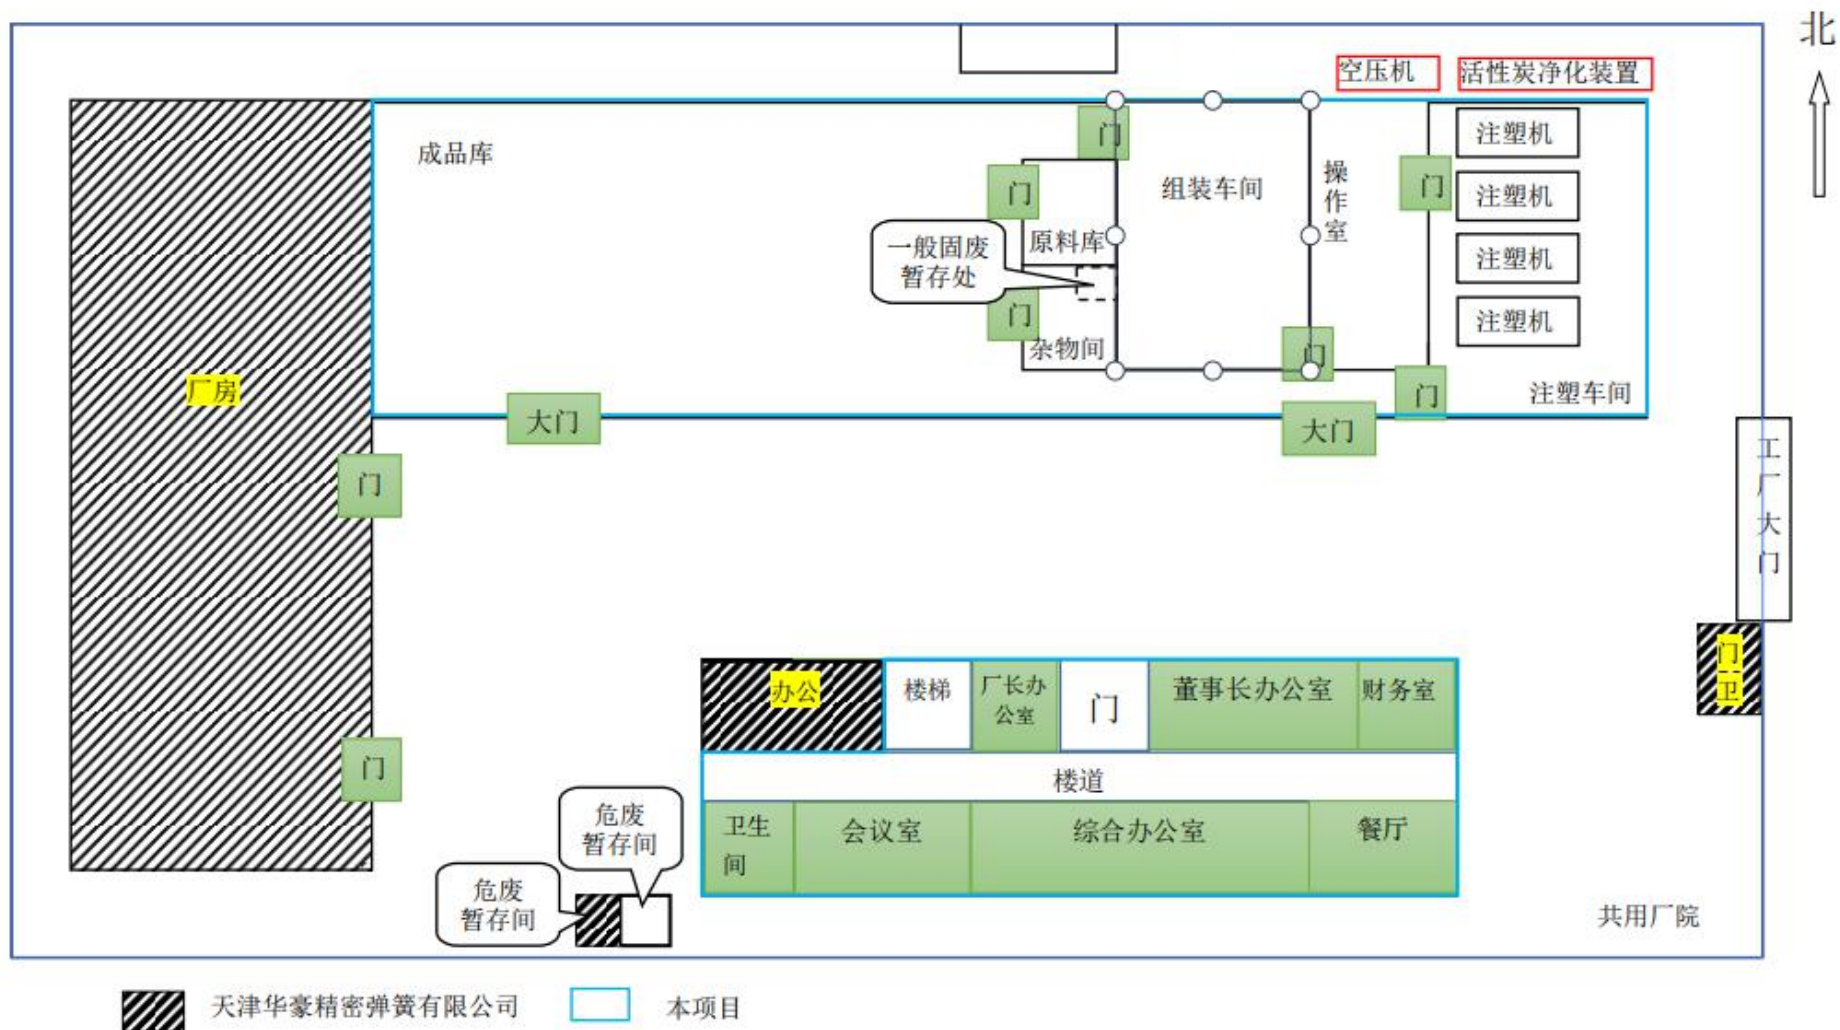 北
空压机
活性炭净化装置
成品库
门
门
一般固废
暂存处
原料库
门
杂物间
组装车间
操
作
室
门
门
注塑机
注塑机
注塑机
注塑机
门
注塑车间
厂房
大门
大门
门
门
工
厂
大
门
门
卫
办公
楼梯
厂长办
公室
门
董事长办公室
财务室
楼道
卫生
间
会议室
综合办公室
餐厅
危废
暂存间
危废
暂存间
共用厂院
天津华豪精密弹簧有限公司
本项目